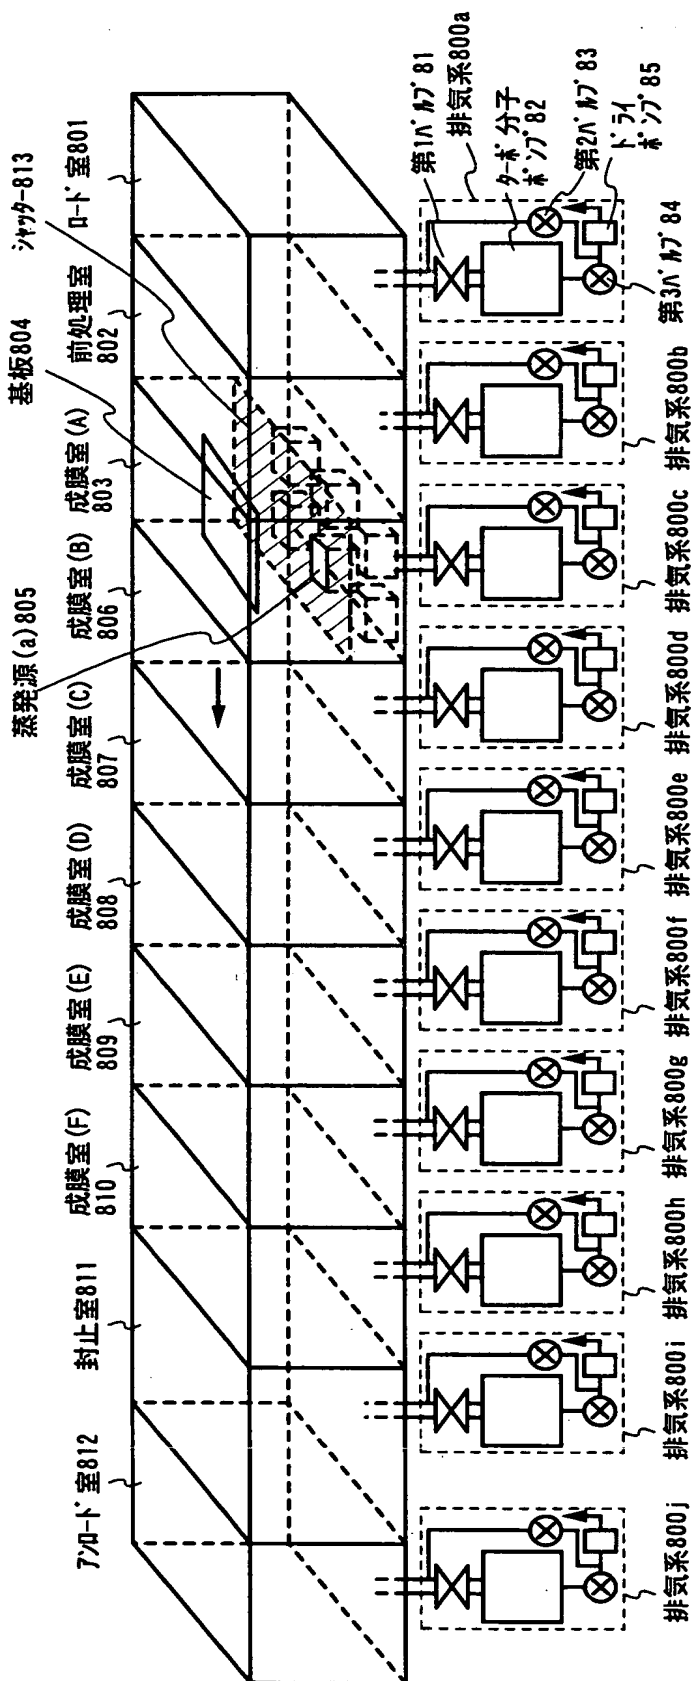 ロード室801
シャッター813
前処理室
802
基板804
成膜室(A)
803
成膜室(B)
806
蒸発源(a)805
成膜室(C)
807
成膜室(D)
808
成膜室(E)
809
成膜室(F)
810
封止室811
アンロード室812
第1バルブ81
排気系800a
ターボ分子
ポンプ82
第2バルブ83
ドライ
ポンプ85
第3バルブ84
排気系800b
排気系800c
排気系800d
排気系800e
排気系800f
排気系800g
排気系800h
排気系800i
排気系800j